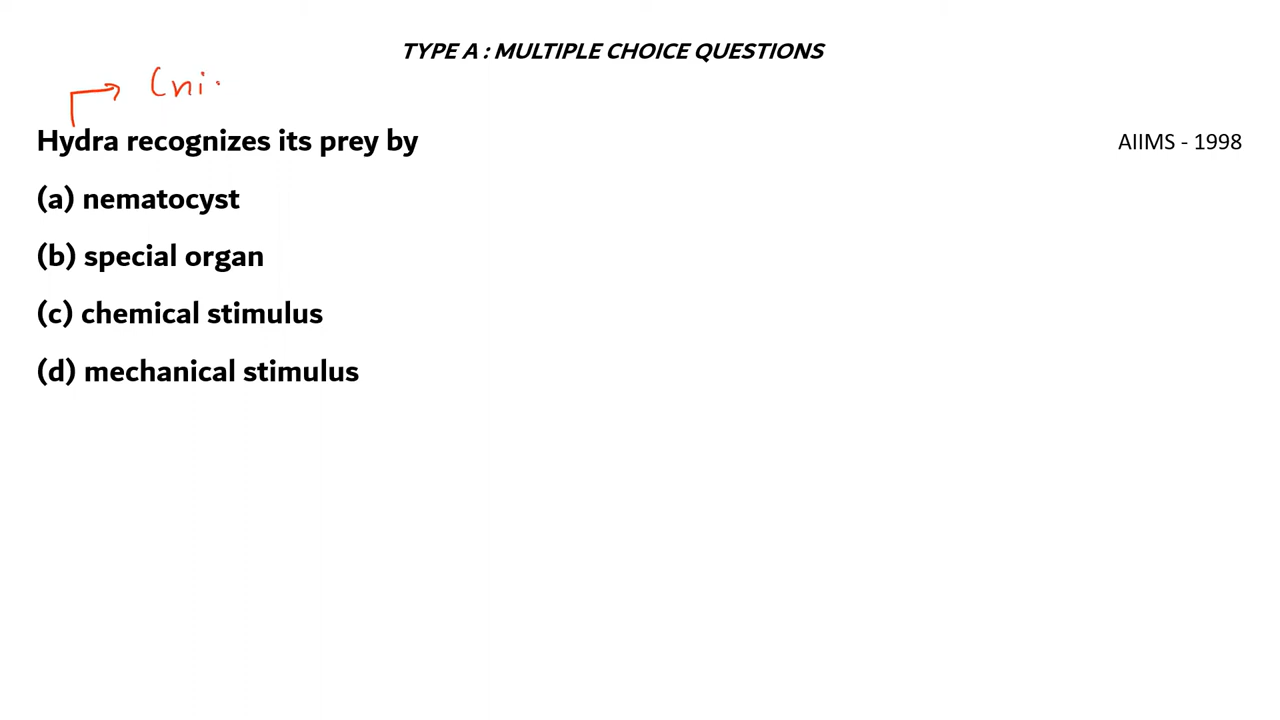 TYPE A : MULTIPLE CHOICE QUESTIONS
Cni
Hydra recognizes its prey by
AIIMS - 1998
(a) nematocyst
(b) special organ
(c) chemical stimulus
(d) mechanical stimulus